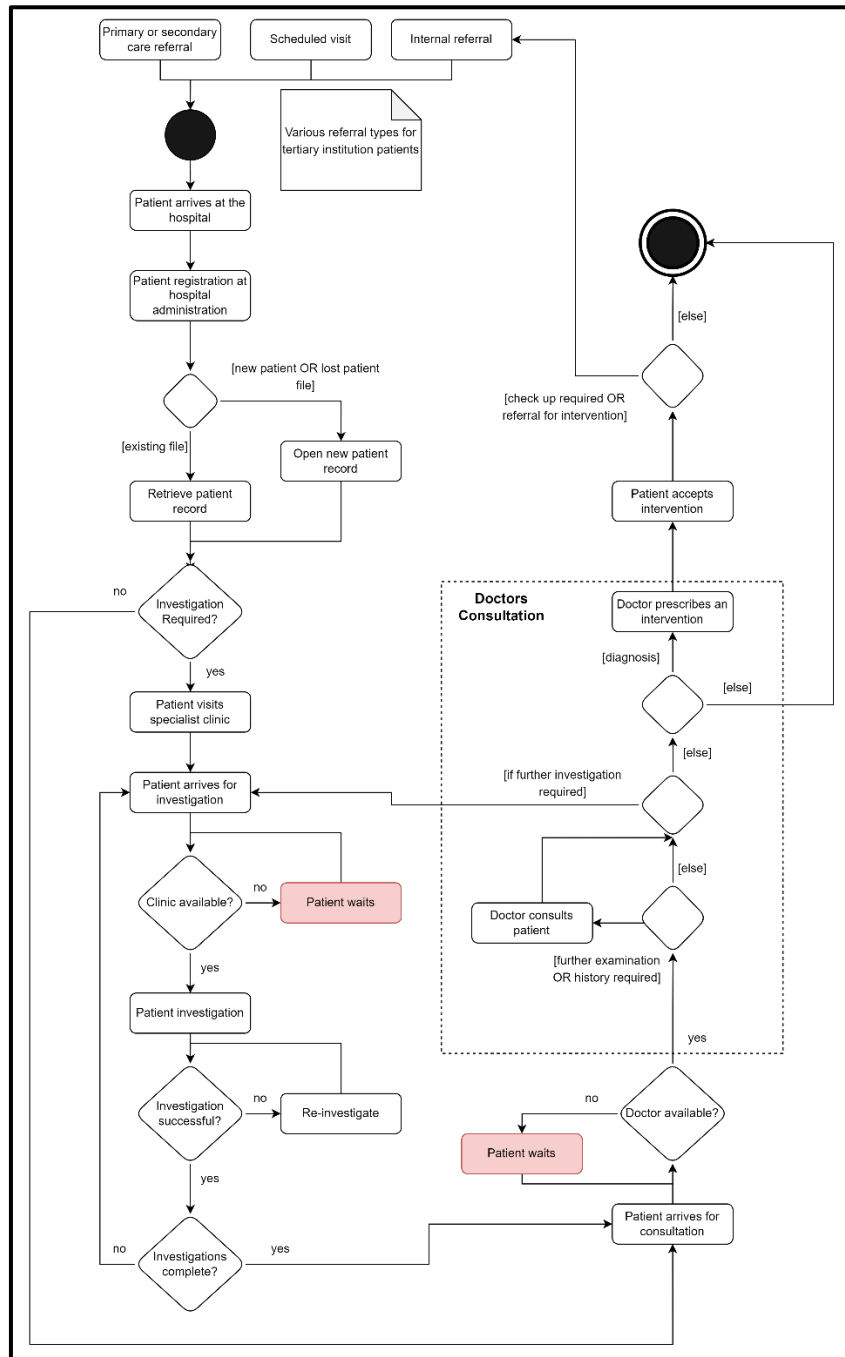 Primary or secondary
care referral
Scheduled visit
Internal referral
Various referral types for
tertiary institution patients
Patient arrives at the
hospital
Patient registration at
hospital
administration
[else]
[new patient OR lost patient
file]
[check up required OR
referral for intervention]
[existing file]
Open new patient
record
Retrieve patient
record
Patient accepts
intervention
no
Investigation
Required?
yes
Doctors
Consultation
Doctor prescribes an
intervention
[diagnosis]
[else]
Patient visits
specialist clinic
[else]
[if further investigation
required]
Patient arrives for
investigation
Clinic available?
no
Patient waits
yes
[else]
Doctor consults
patient
[further examination
OR history required]
Patient investigation
yes
Investigation
successful?
no
Re-investigate
yes
no
Doctor available?
Patient waits
Patient arrives for
consultation
no
Investigations
complete?
yes